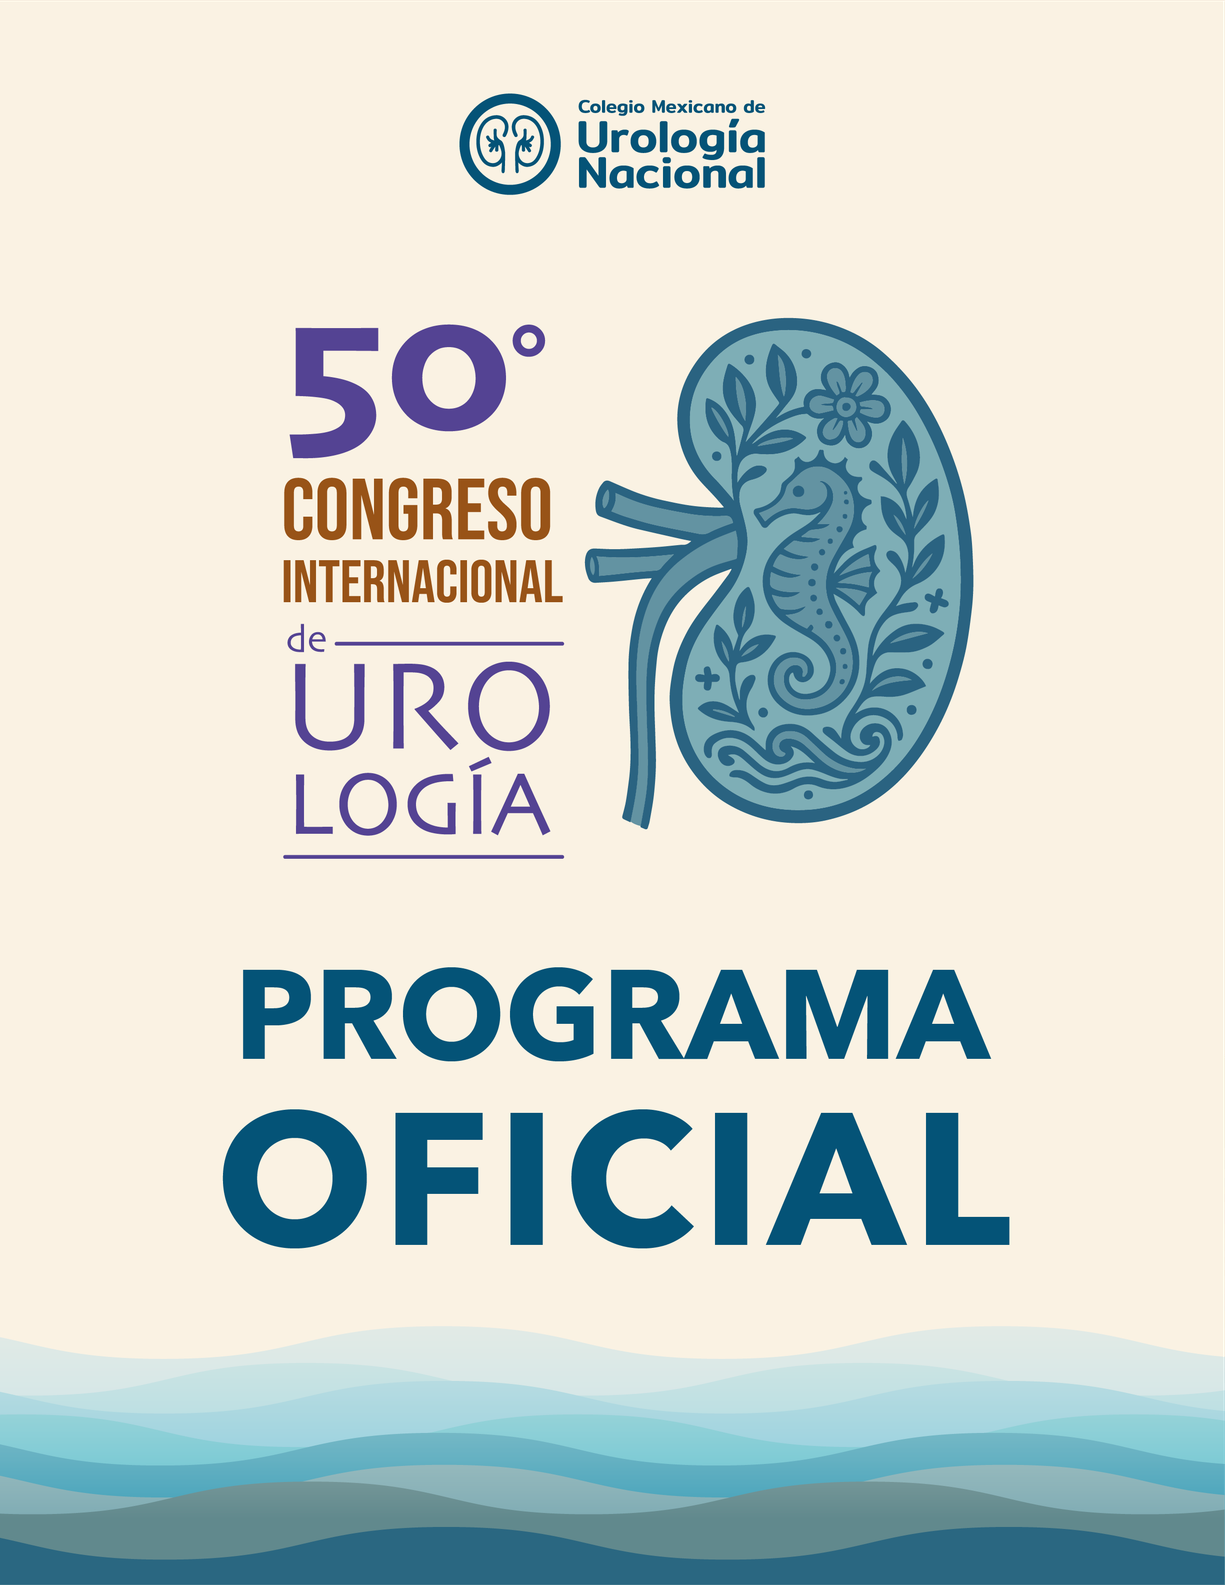 Colegio Mexicano de
Urología
Nacional
50°
CONGRESO
INTERNACIONAL
de
URO
LOGÍA
PROGRAMA
OFICIAL